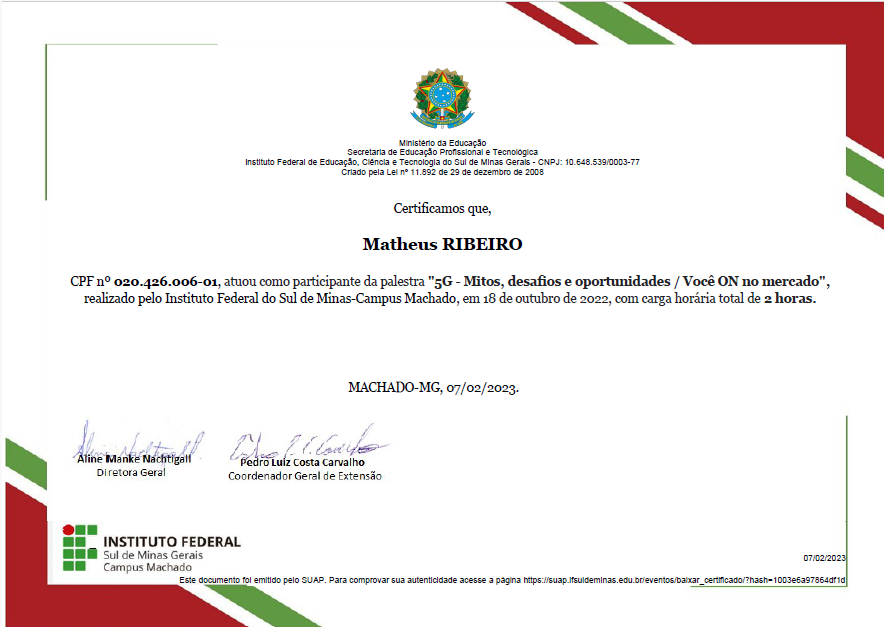 Ministério da Educação
Secretaria de Educação Profissional e Tecnológica
Instituto Federal de Educação, Ciência e Tecnologia do Sul de Minas Gerais - CNPJ: 10.648.539/0003-77
Criado pela Lei nº 11.892 de 29 de dezembro de 2008
Certificamos que,
Matheus RIBEIRO
CPF nº 020.426.006-01, atuou como participante da palestra "5G - Mitos, desafios e oportunidades / Você ON no mercado",
realizado pelo Instituto Federal do Sul de Minas-Campus Machado, em 18 de outubro de 2022, com carga horária total de 2 horas.
MACHADO-MG, 07/02/2023.
Aline Manke Nachtigall
Diretora Geral
Pedro Luiz Costa Carvalho
Coordenador Geral de Extensão
INSTITUTO FEDERAL
Sul de Minas Gerais
Campus Machado
07/02/2023
Este documento foi emitido pelo SUAP. Para comprovar sua autenticidade acesse a página https://suap.ifsuldeminas.edu.br/eventos/baixar_certificado/?hash=1003e6a97864df1d